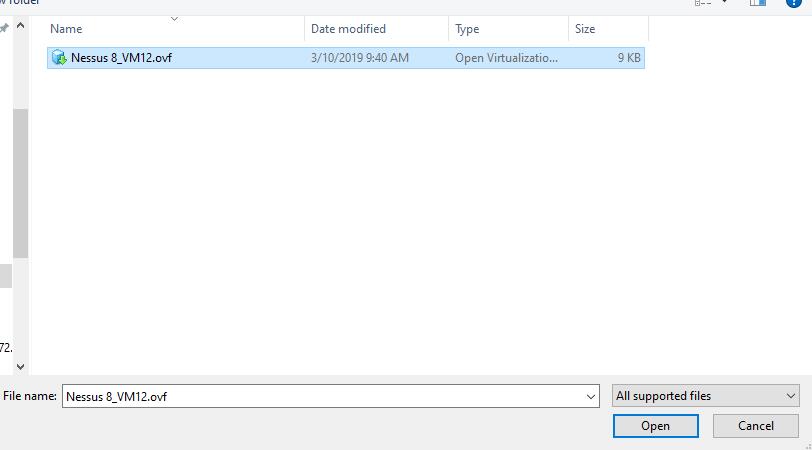 w folder
Name Date modified Type Size
Nessus 8_VM12.ovf 3/10/2019 9:40 AM Open Virtualizatio... 9 KB
72.
File name: Nessus 8_VM12.ovf All supported files
Open Cancel